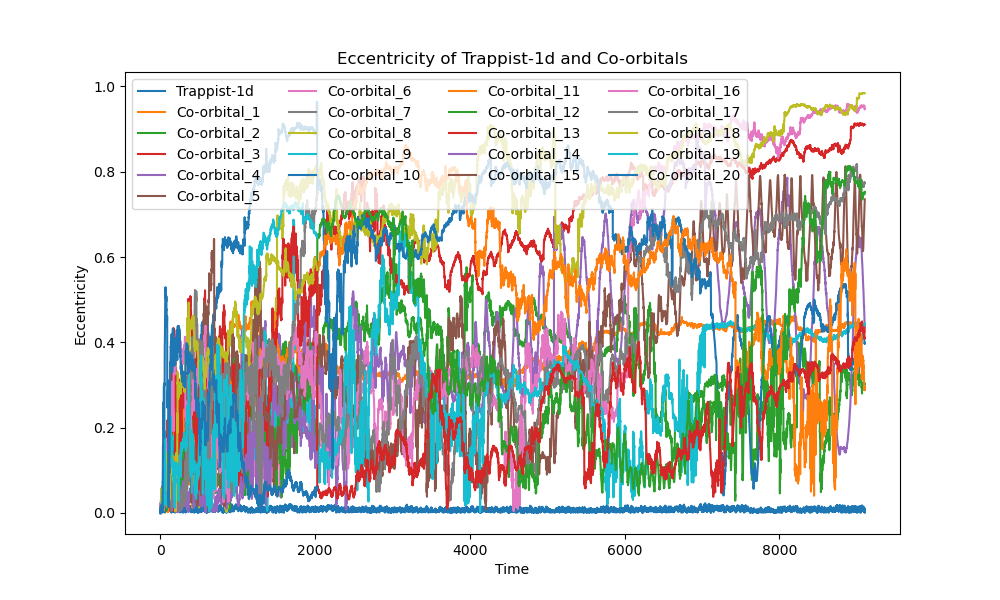 Eccentricity of Trappist-1d and Co-orbitals
Trappist-1d
Co-orbital_1
Co-orbital_2
Co-orbital_3
Co-orbital_4
Co-orbital_5
Co-orbital_6
Co-orbital_7
Co-orbital_8
Co-orbital_9
Co-orbital_10
Co-orbital_11
Co-orbital_12
Co-orbital_13
Co-orbital_14
Co-orbital_15
Co-orbital_16
Co-orbital_17
Co-orbital_18
Co-orbital_19
Co-orbital_20
Eccentricity
1.0
0.8
0.6
0.4
0.2
0.0
0
2000
4000
6000
8000
Time